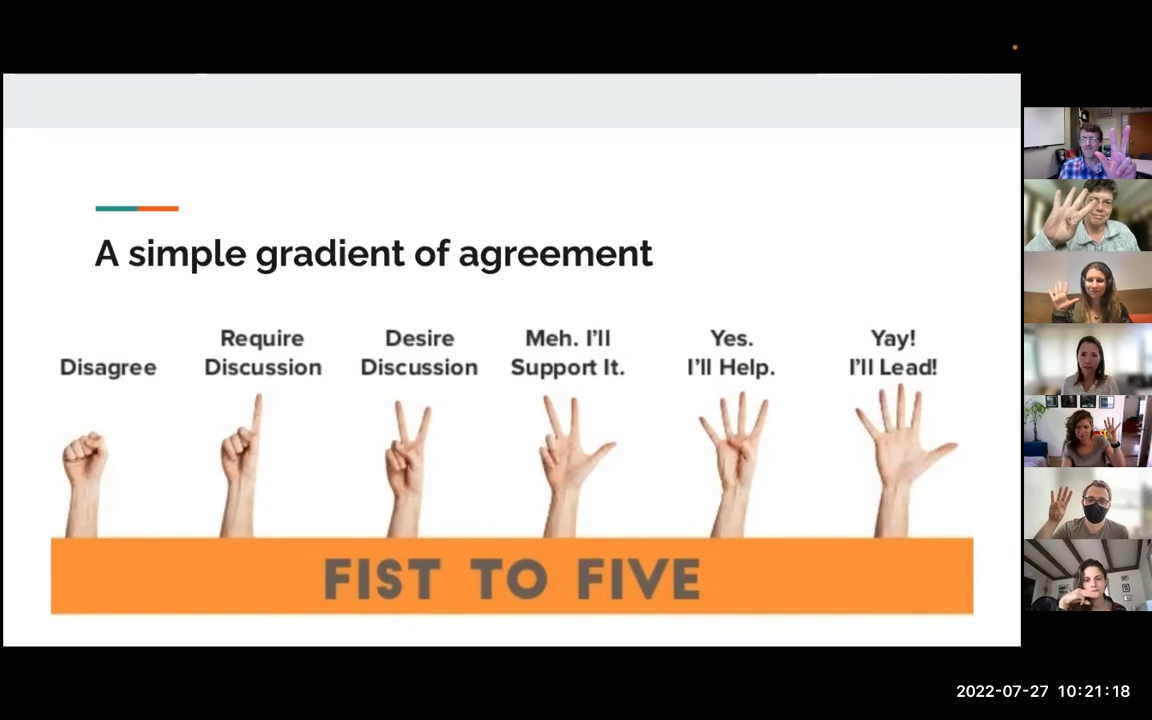 A simple gradient of agreement
Disagree
Require
Discussion
Desire
Discussion
Meh. I'll
Support It.
Yes.
I'll Help.
Yay!
I'll Lead!
FIST TO FIVE
2022-07-27 10:21:18